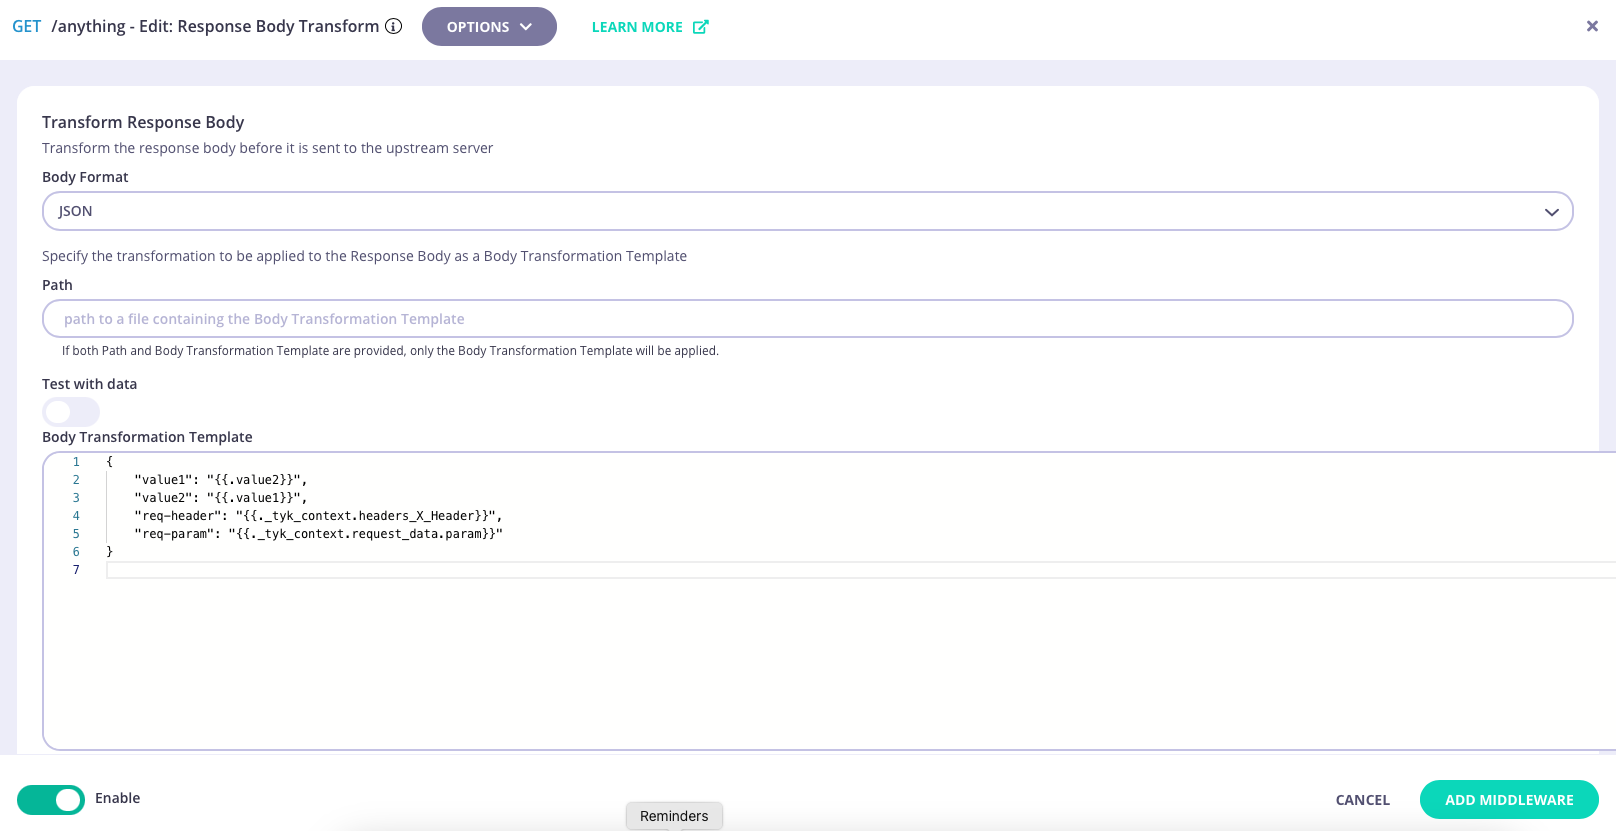 GET /anything - Edit: Response Body Transform OPTIONS LEARN MORE
Transform Response Body
Transform the response body before it is sent to the upstream server
Body Format
JSON
Specify the transformation to be applied to the Response Body as a Body Transformation Template
Path
path to a file containing the Body Transformation Template
If both Path and Body Transformation Template are provided, only the Body Transformation Template will be applied.
Test with data
Body Transformation Template
1 {
2     "value1": "{{.value2}}",
3     "value2": "{{.value1}}",
4     "req-header": "{{._tyk_context.headers_X_Header}}",
5     "req-param": "{{._tyk_context.request_data.param}}"
6 }
7
Enable CANCEL ADD MIDDLEWARE
Reminders